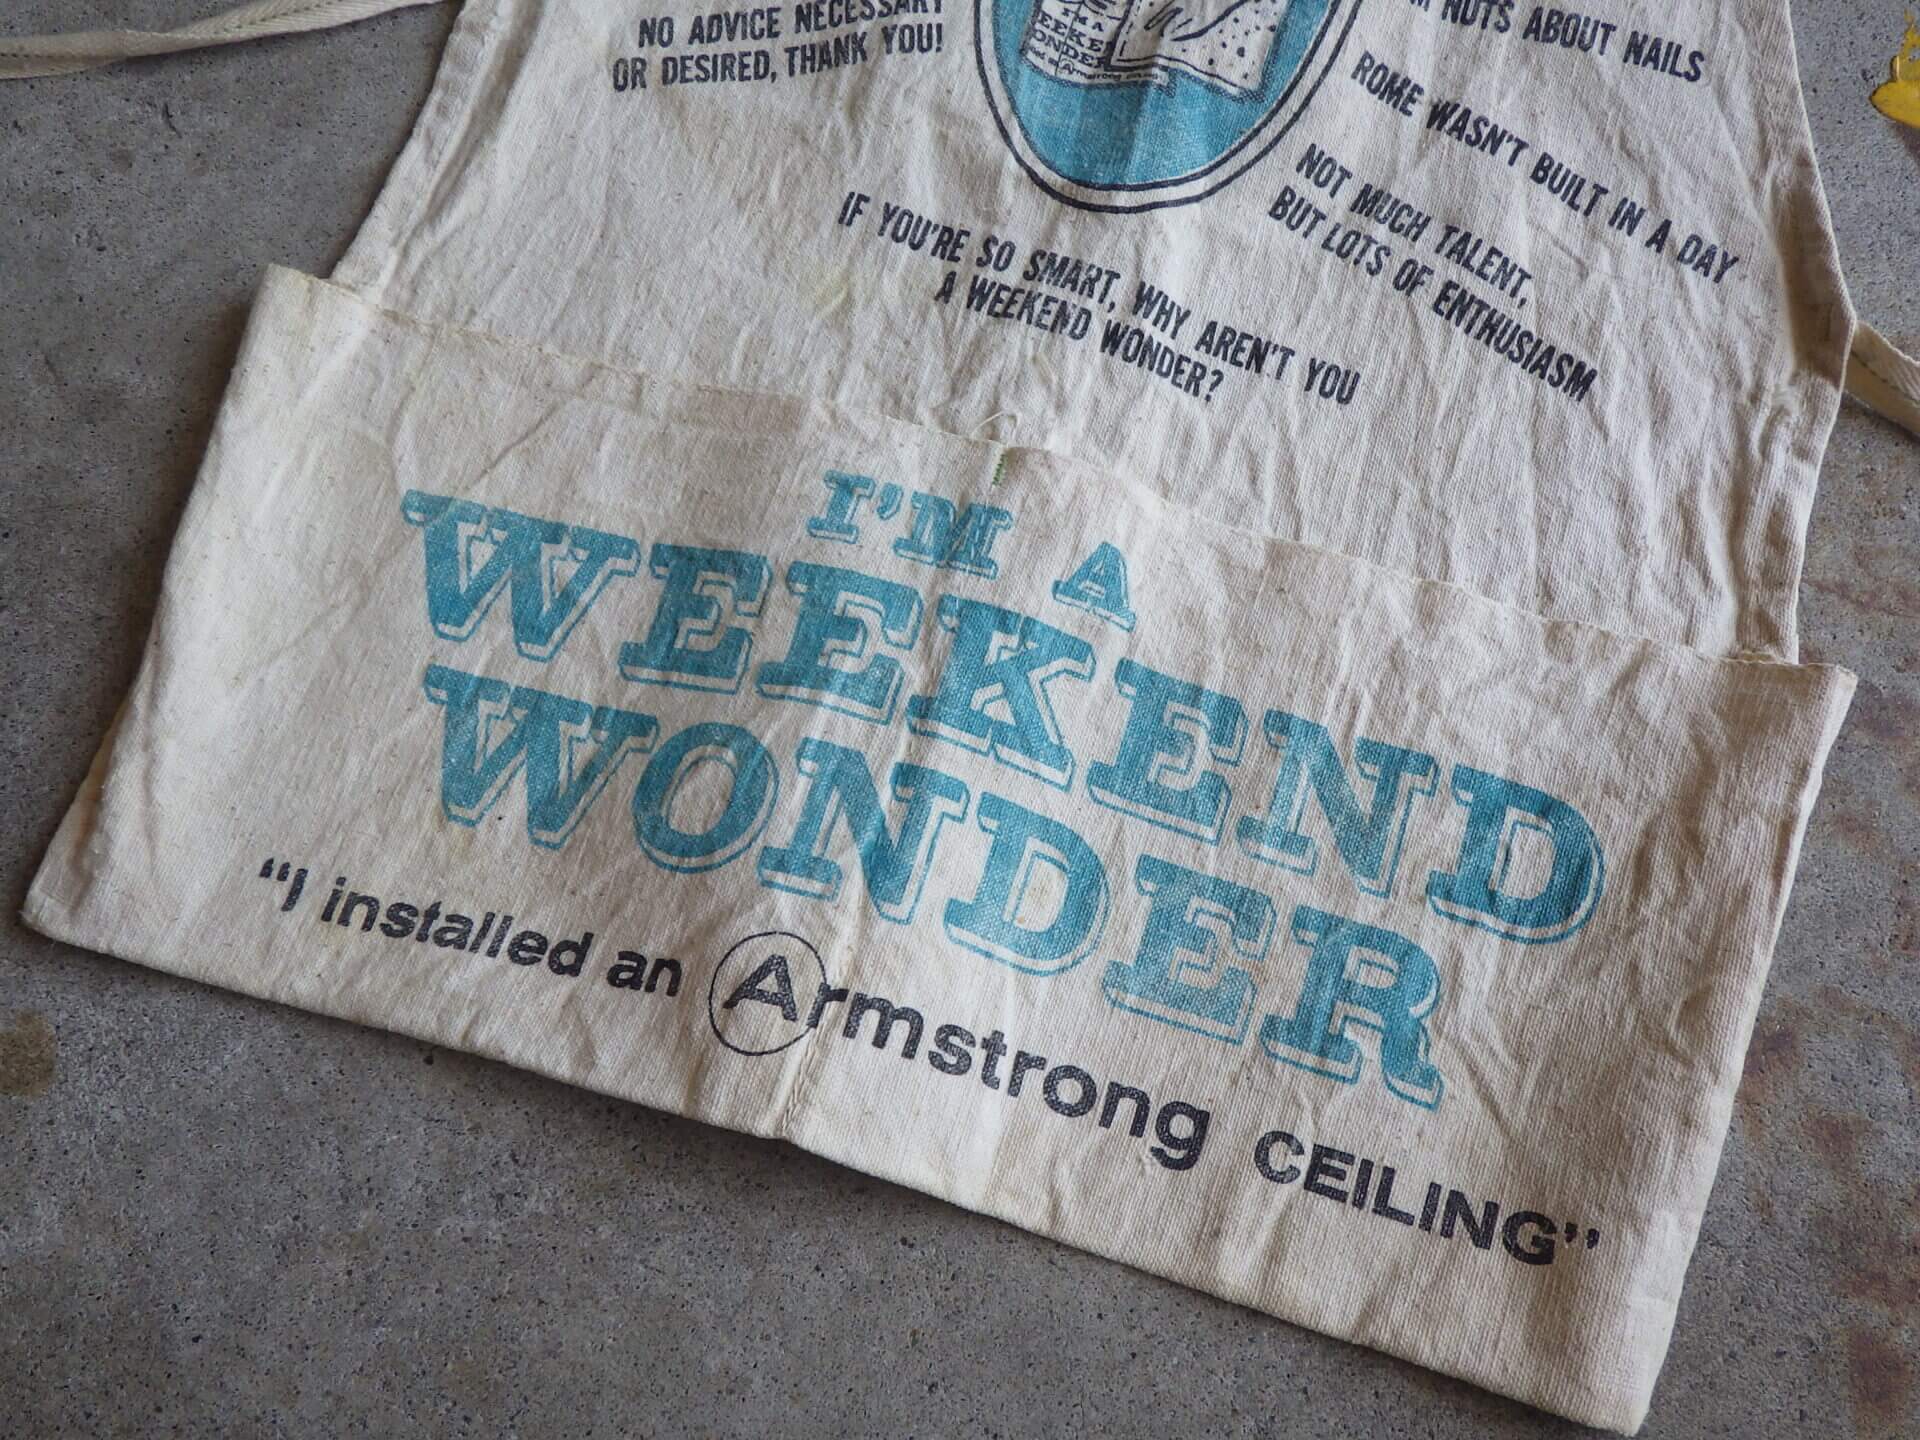 NO ADVICE NECESSARY
OR DESIRED, THANK YOU!
NUTS ABOUT NAILS
ROME WASN'T BUILT IN A DAY
NOT MUCH TALENT,
BUT LOTS OF ENTHUSIASM
IF YOU'RE SO SMART, WHY AREN'T YOU
A WEEKEND WONDER?
I'M A
Armstrong
I'M A
WEEKEND
WONDER
“I installed an Armstrong CEILING”